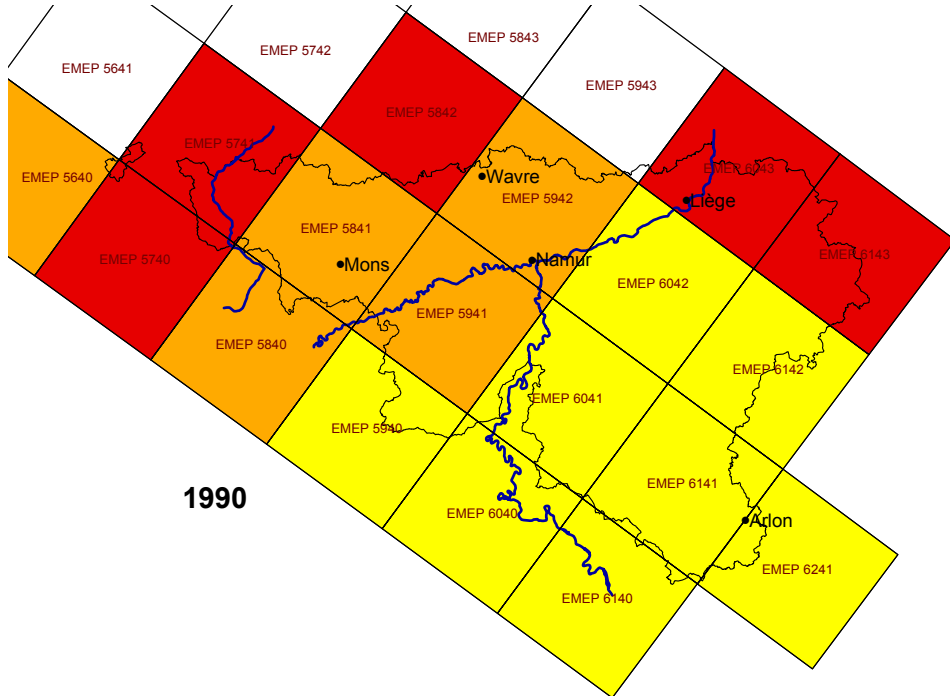 EMEP 5843
EMEP 5742
EMEP 5641
EMEP 5943
EMEP 5842
EMEP 5741
EMEP 6043
EMEP 5640
Wavre
EMEP 5942
Liège
EMEP 5841
EMEP 6143
EMEP 5740
Mons
Namur
EMEP 6042
EMEP 5941
EMEP 5840
EMEP 6142
EMEP 6041
EMEP 5940
EMEP 6141
1990
EMEP 6040
Arlon
EMEP 6241
EMEP 6140